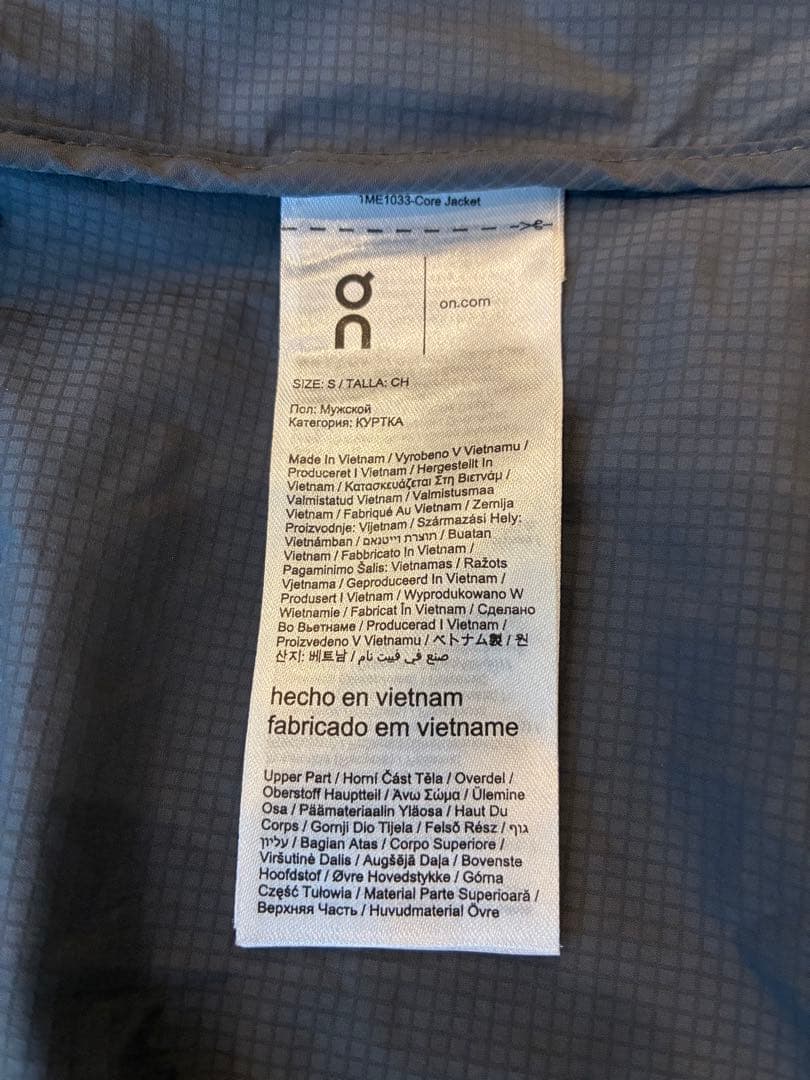 1ME1033-Core Jacket
on
on.com
SIZE: S / TALLA: CH
Пол: Мужской
Категория: КУРТКА
Made In Vietnam / Vyrobeno V Vietnamu /
Produceret I Vietnam / Hergestellt In
Vietnam / Κατασκευάζεται Στη Βιετνάμ /
Valmistatud Vietnam / Valmistusmaa
Vietnam / Fabriqué Au Vietnam / Zemlja
Proizvodnje: Vijetnam / Származási Hely:
Vietnámban / תוצרת וייטנאם / Buatan
Vietnam / Fabbricato In Vietnam /
Pagaminimo Šalis: Vietnamas / Ražots
Vjetnama / Geproduceerd In Vietnam /
Produsert I Vietnam / Wyprodukowano W
Wietnamie / Fabricat În Vietnam / Сделано
Во Вьетнаме / Producerad I Vietnam /
Proizvedeno V Vietnamu / ベトナム製 / 원
산지: 베트남 / صنع في فييت نام
hecho en vietnam
fabricado em vietname
Upper Part / Horní Část Těla / Overdel /
Oberstoff Hauptteil / Άνω Σώμα / Ülemine
Osa / Päämateriaalin Yläosa / Haut Du
Corps / Gornji Dio Tijela / Felső Rész / גוף
עליון / Bagian Atas / Corpo Superiore /
Viršutinė Dalis / Augšējā Daļa / Bovenste
Hoofdstof / Øvre Hovedstykke / Górna
Część Tułowia / Material Parte Superioară /
Верхняя Часть / Huvudmaterial Övre